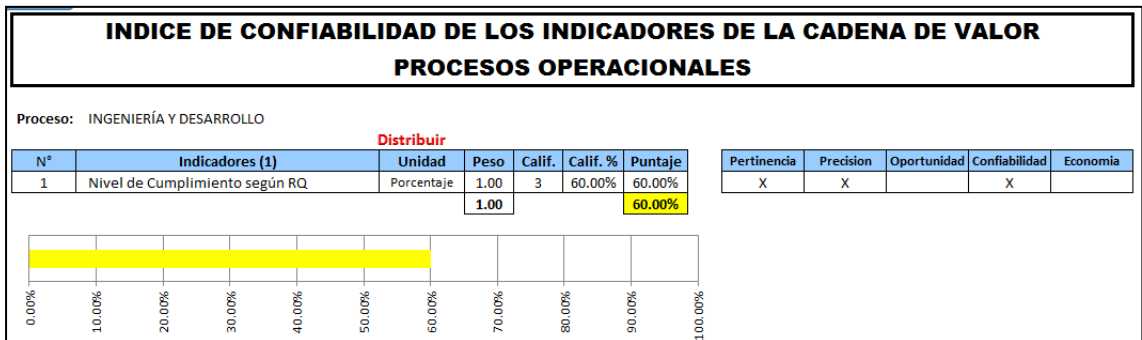 INDICE DE CONFIABILIDAD DE LOS INDICADORES DE LA CADENA DE VALOR
PROCESOS OPERACIONALES
Proceso: INGENIERÍA Y DESARROLLO
Distribuir
N° Indicadores (1) Unidad Peso Calif. Calif. % Puntaje Pertinencia Precision Oportunidad Confiabilidad Economia
1 Nivel de Cumplimiento según RQ Porcentaje 1.00 3 60.00% 60.00% X X X
1.00 60.00%
0.00% 10.00% 20.00% 30.00% 40.00% 50.00% 60.00% 70.00% 80.00% 90.00% 100.00%